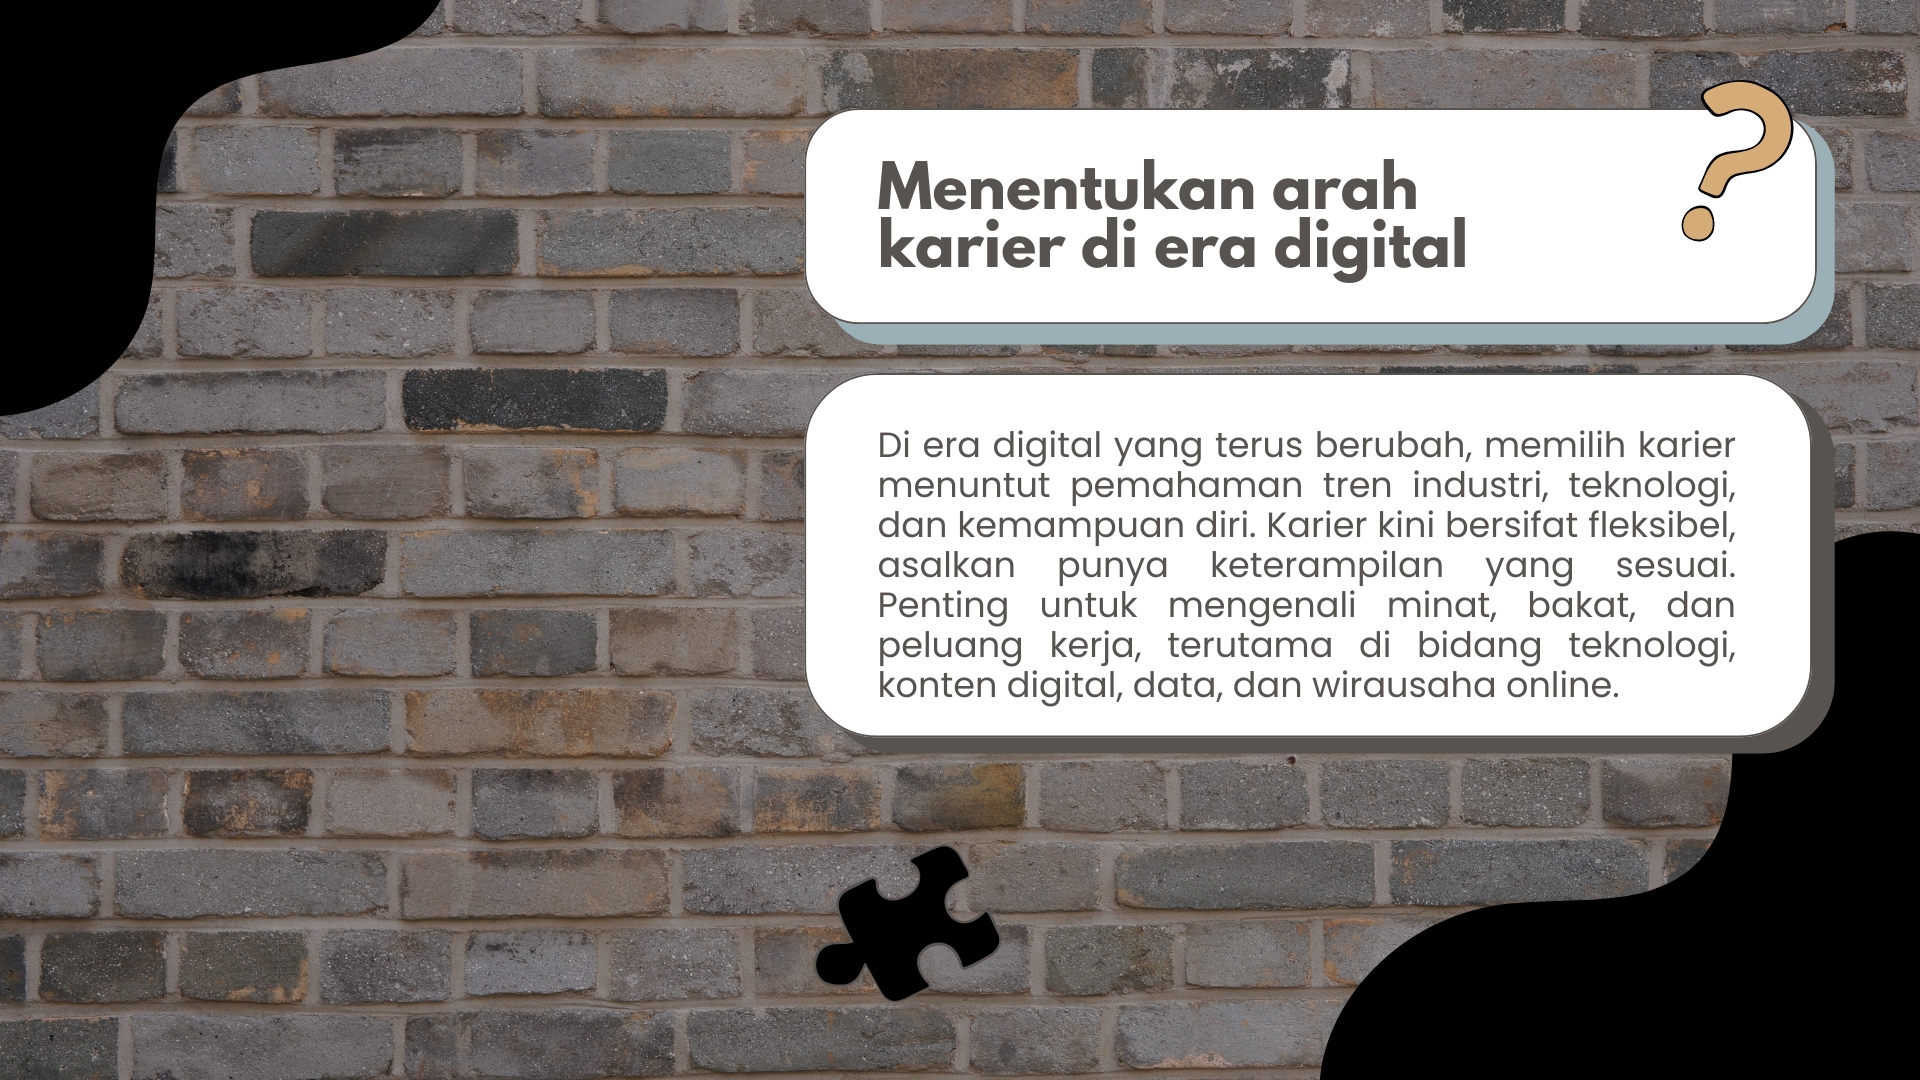 Menentukan arah
karier di era digital
?
Di era digital yang terus berubah, memilih karier
menuntut pemahaman tren industri, teknologi,
dan kemampuan diri. Karier kini bersifat fleksibel,
asalkan punya keterampilan yang sesuai.
Penting untuk mengenali minat, bakat, dan
peluang kerja, terutama di bidang teknologi,
konten digital, data, dan wirausaha online.